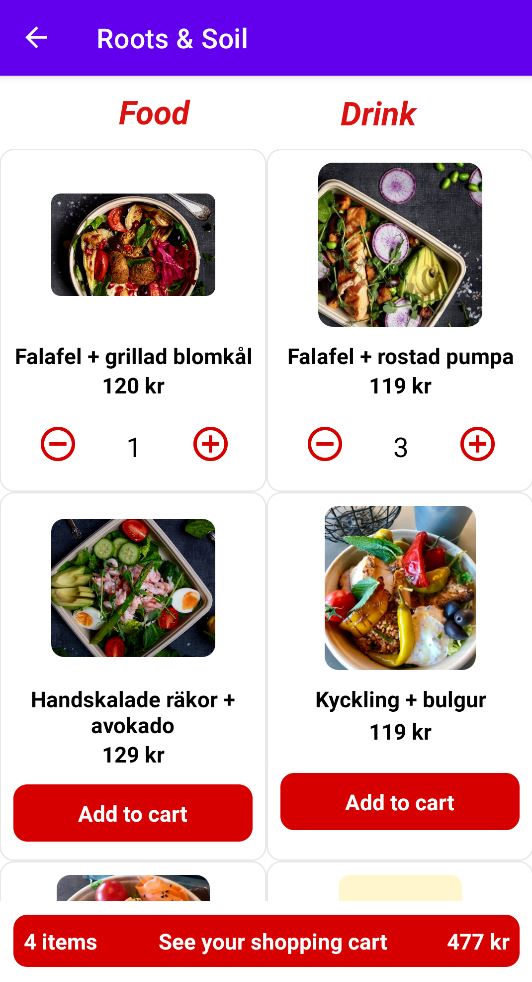 Roots & Soil
Food
Drink
Falafel + grillad blomkål
120 kr
1
Falafel + rostad pumpa
119 kr
3
Handskalade räkor +
avokado
129 kr
Add to cart
Kyckling + bulgur
119 kr
Add to cart
4 items
See your shopping cart
477 kr